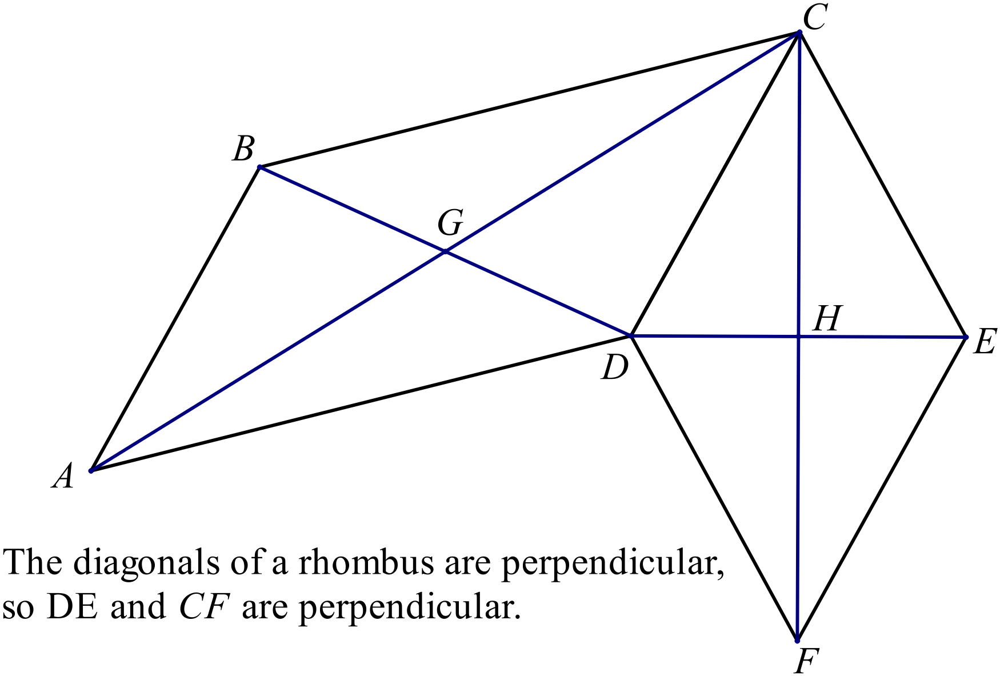 C
B
G
H
E
D
A
The diagonals of a rhombus are perpendicular,
so DE and CF are perpendicular.
F